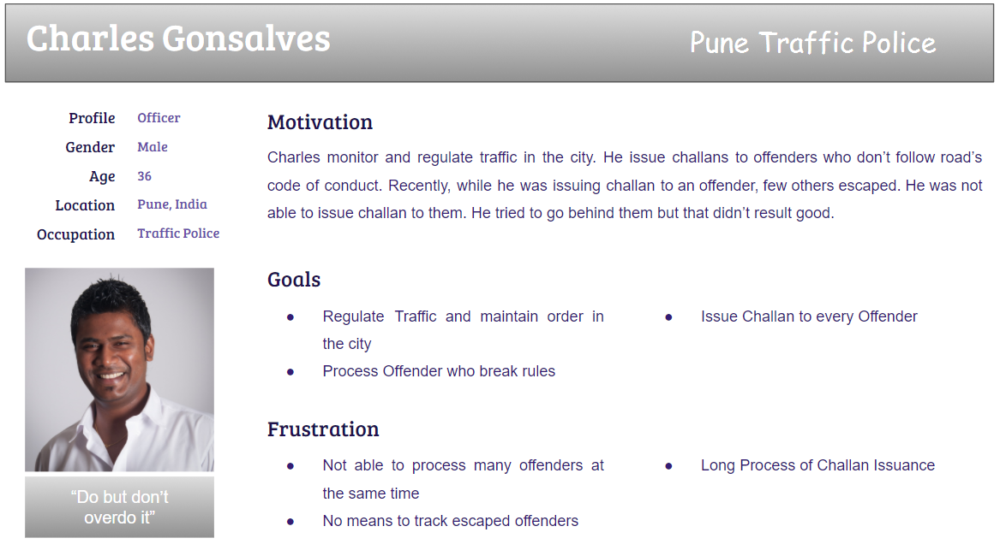 Charles Gonsalves
Pune Traffic Police
Profile Officer
Gender Male
Age 36
Location Pune, India
Occupation Traffic Police
“Do but don’t
overdo it”
Motivation
Charles monitor and regulate traffic in the city. He issue challans to offenders who don’t follow road’s
code of conduct. Recently, while he was issuing challan to an offender, few others escaped. He was not
able to issue challan to them. He tried to go behind them but that didn’t result good.
Goals
● Regulate Traffic and maintain order in
the city
● Process Offender who break rules
● Issue Challan to every Offender
Frustration
● Not able to process many offenders at
the same time
● No means to track escaped offenders
● Long Process of Challan Issuance